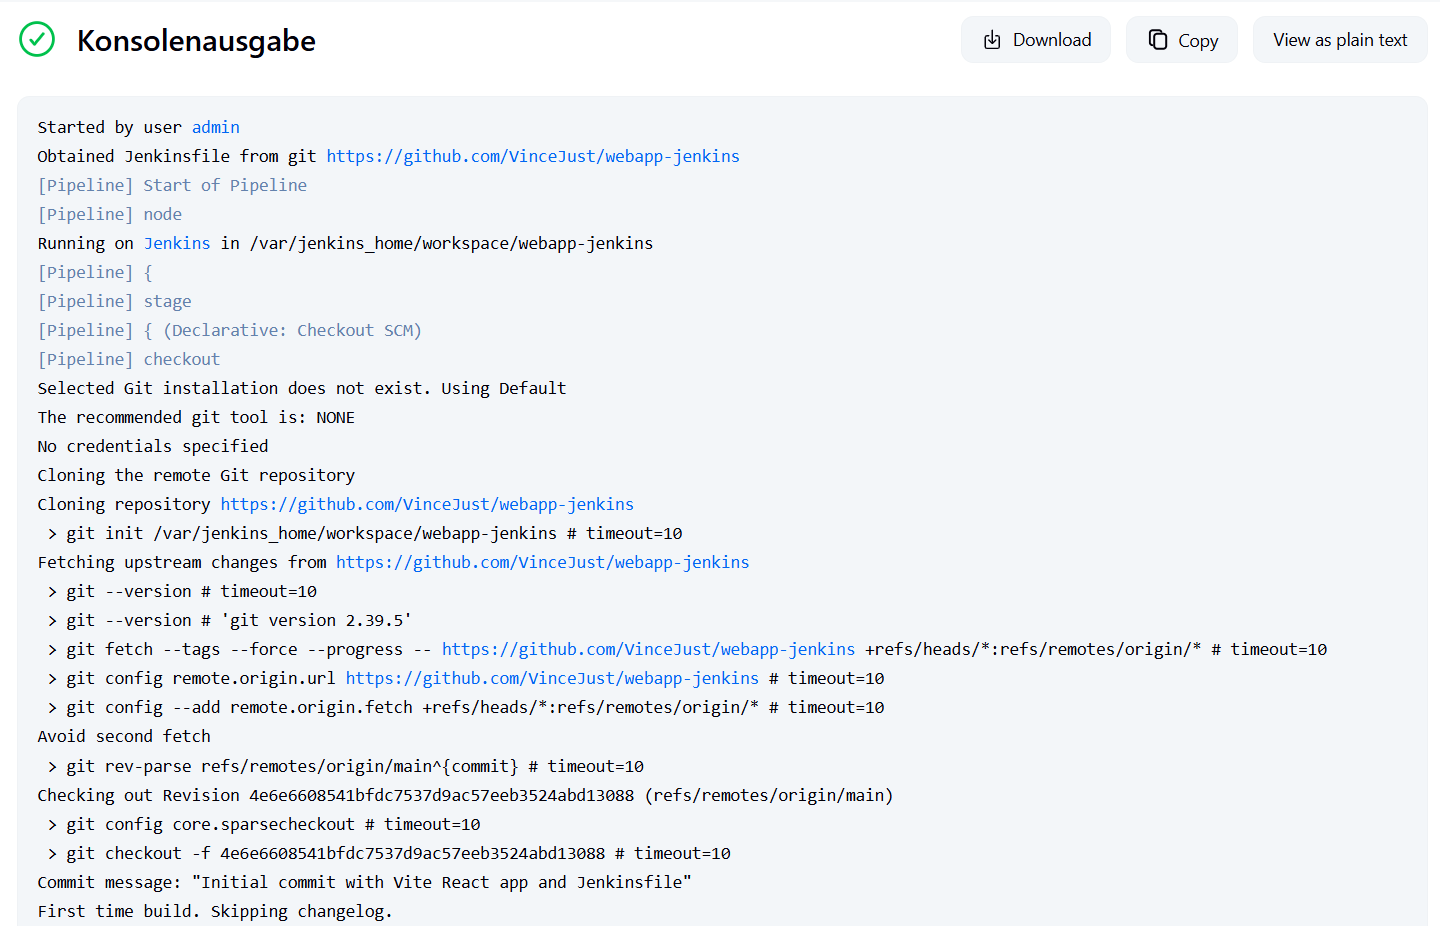 Konsolenausgabe
Download
Copy
View as plain text
Started by user admin
Obtained Jenkinsfile from git https://github.com/VinceJust/webapp-jenkins
[Pipeline] Start of Pipeline
[Pipeline] node
Running on Jenkins in /var/jenkins_home/workspace/webapp-jenkins
[Pipeline] {
[Pipeline] stage
[Pipeline] { (Declarative: Checkout SCM)
[Pipeline] checkout
Selected Git installation does not exist. Using Default
The recommended git tool is: NONE
No credentials specified
Cloning the remote Git repository
Cloning repository https://github.com/VinceJust/webapp-jenkins
 > git init /var/jenkins_home/workspace/webapp-jenkins # timeout=10
Fetching upstream changes from https://github.com/VinceJust/webapp-jenkins
 > git --version # timeout=10
 > git --version # 'git version 2.39.5'
 > git fetch --tags --force --progress -- https://github.com/VinceJust/webapp-jenkins +refs/heads/*:refs/remotes/origin/* # timeout=10
 > git config remote.origin.url https://github.com/VinceJust/webapp-jenkins # timeout=10
 > git config --add remote.origin.fetch +refs/heads/*:refs/remotes/origin/* # timeout=10
Avoid second fetch
 > git rev-parse refs/remotes/origin/main^{commit} # timeout=10
Checking out Revision 4e6e6608541bfdc7537d9ac57eeb3524abd13088 (refs/remotes/origin/main)
 > git config core.sparsecheckout # timeout=10
 > git checkout -f 4e6e6608541bfdc7537d9ac57eeb3524abd13088 # timeout=10
Commit message: "Initial commit with Vite React app and Jenkinsfile"
First time build. Skipping changelog.